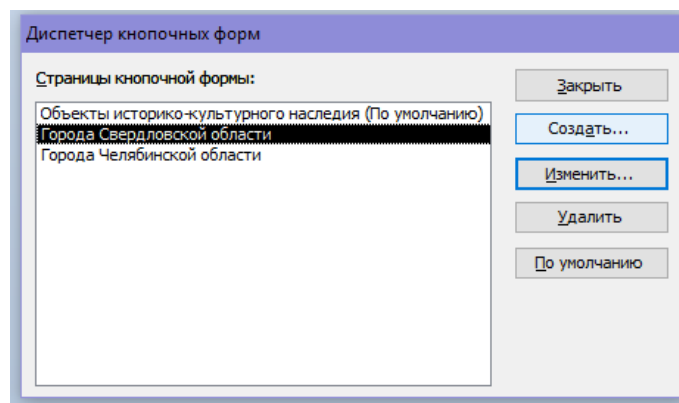 Диспетчер кнопочных форм
Страницы кнопочной формы:
Объекты историко-культурного наследия (По умолчанию)
Города Свердловской области
Города Челябинской области
Закрыть
Создать...
Изменить...
Удалить
По умолчанию